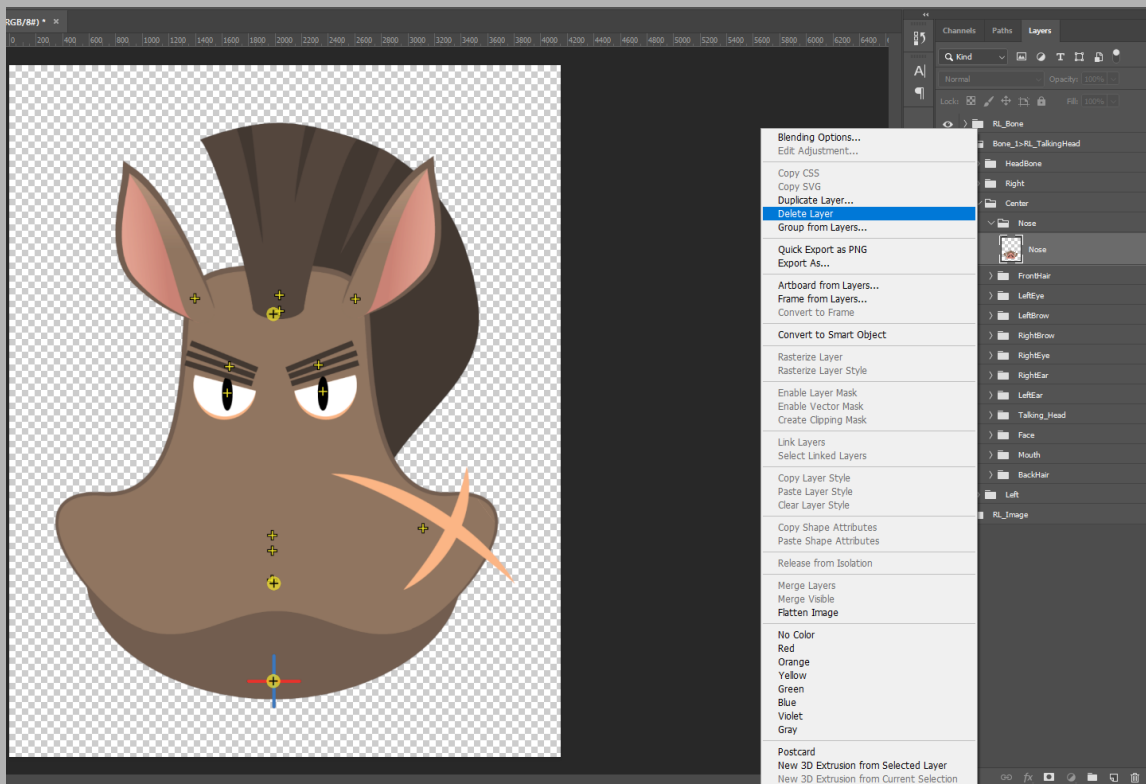 RGB/8#) * ×
0 200 400 600 800 1000 1200 1400 1600 1800 2000 2200 2400 2600 2800 3000 3200 3400 3600 3800 4000 4200 4400 4600 4800 5000 5200 5400 5600 5800 6000 6200 6400
Channels Paths Layers
Kind
Normal Opacity: 100%
Lock: Fill: 100%
RL_Bone
Bone_1>RL_TalkingHead
HeadBone
Right
Center
Nose
Nose
FrontHair
LeftEye
LeftBrow
RightBrow
RightEye
RightEar
LeftEar
Talking_Head
Face
Mouth
BackHair
Left
RL_Image
Blending Options...
Edit Adjustment...
Copy CSS
Copy SVG
Duplicate Layer...
Delete Layer
Group from Layers...
Quick Export as PNG
Export As...
Artboard from Layers...
Frame from Layers...
Convert to Frame
Convert to Smart Object
Rasterize Layer
Rasterize Layer Style
Enable Layer Mask
Enable Vector Mask
Create Clipping Mask
Link Layers
Select Linked Layers
Copy Layer Style
Paste Layer Style
Clear Layer Style
Copy Shape Attributes
Paste Shape Attributes
Release from Isolation
Merge Layers
Merge Visible
Flatten Image
No Color
Red
Orange
Yellow
Green
Blue
Violet
Gray
Postcard
New 3D Extrusion from Selected Layer
New 3D Extrusion from Current Selection
fx